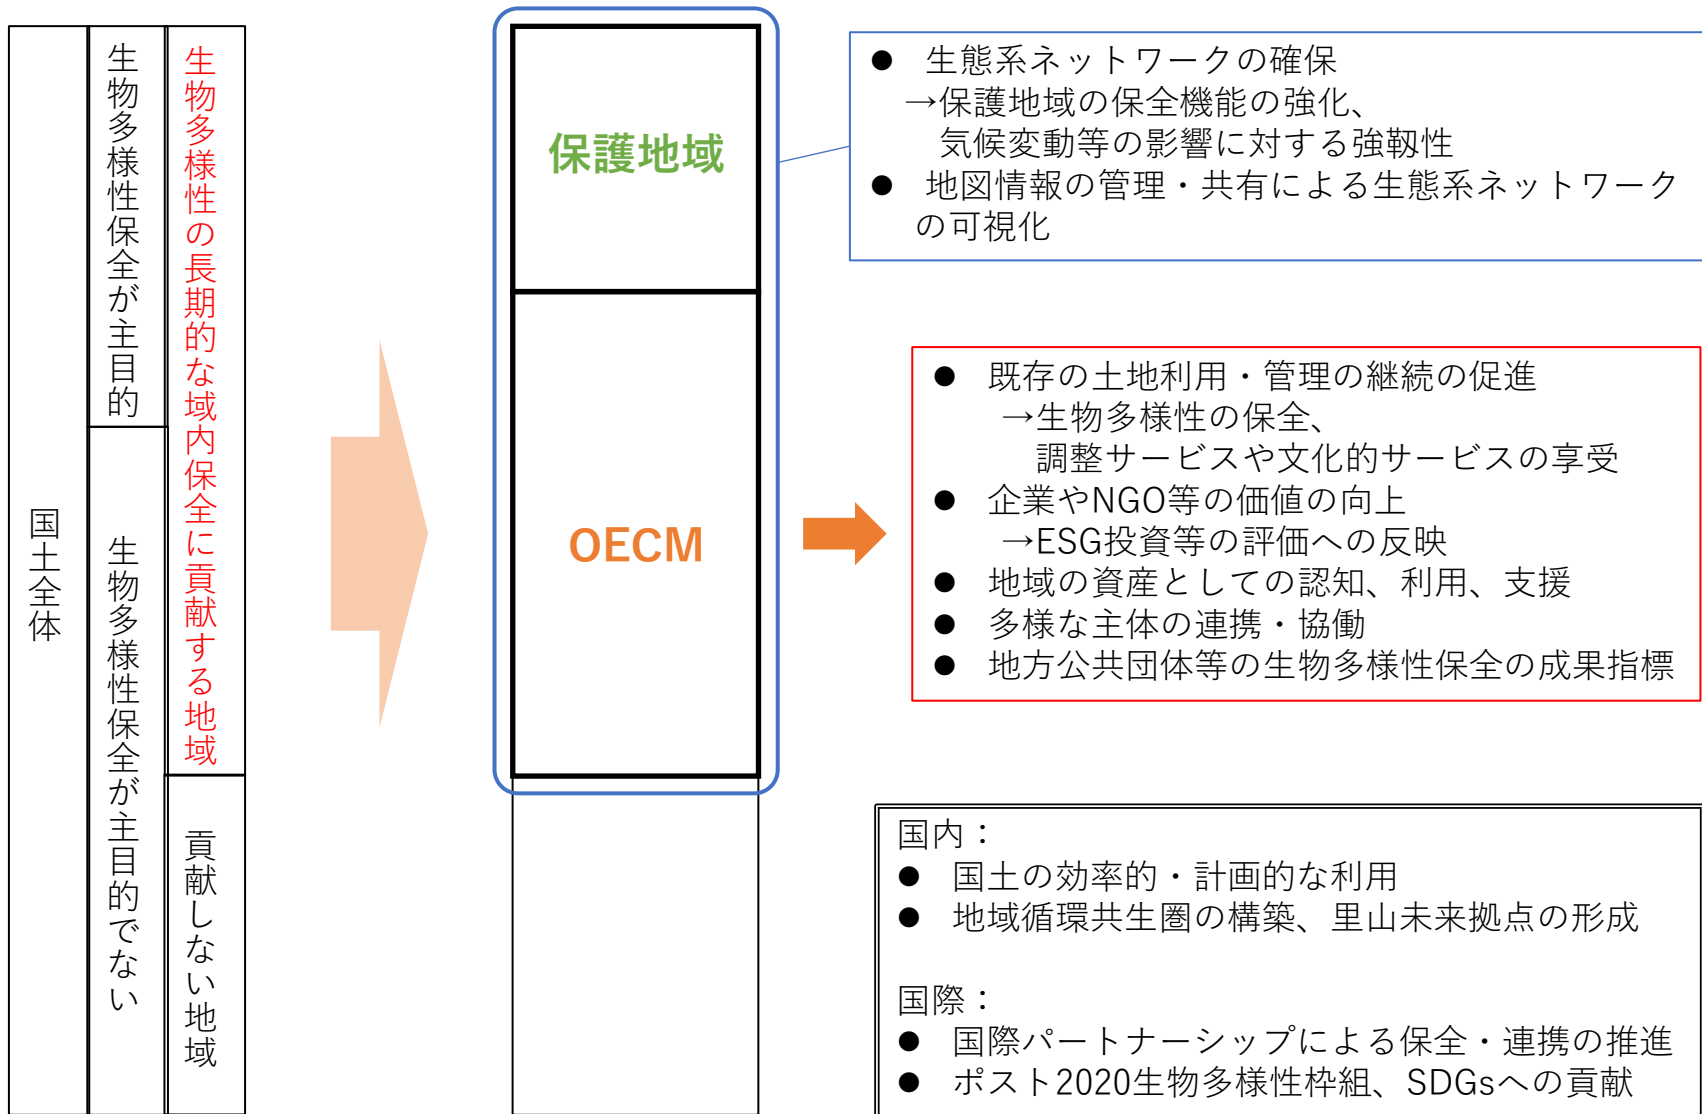 国土全体
生物多様性保全が主目的
生物多様性保全が主目的でない
生物多様性の長期的な域内保全に貢献する地域
貢献しない地域
保護地域
OECM
● 生態系ネットワークの確保
→保護地域の保全機能の強化、
気候変動等の影響に対する強靱性
● 地図情報の管理・共有による生態系ネットワーク
の可視化
● 既存の土地利用・管理の継続の促進
→生物多様性の保全、
調整サービスや文化的サービスの享受
● 企業やNGO等の価値の向上
→ESG投資等の評価への反映
● 地域の資産としての認知、利用、支援
● 多様な主体の連携・協働
● 地方公共団体等の生物多様性保全の成果指標
国内：
● 国土の効率的・計画的な利用
● 地域循環共生圏の構築、里山未来拠点の形成
国際：
● 国際パートナーシップによる保全・連携の推進
● ポスト2020生物多様性枠組、SDGsへの貢献